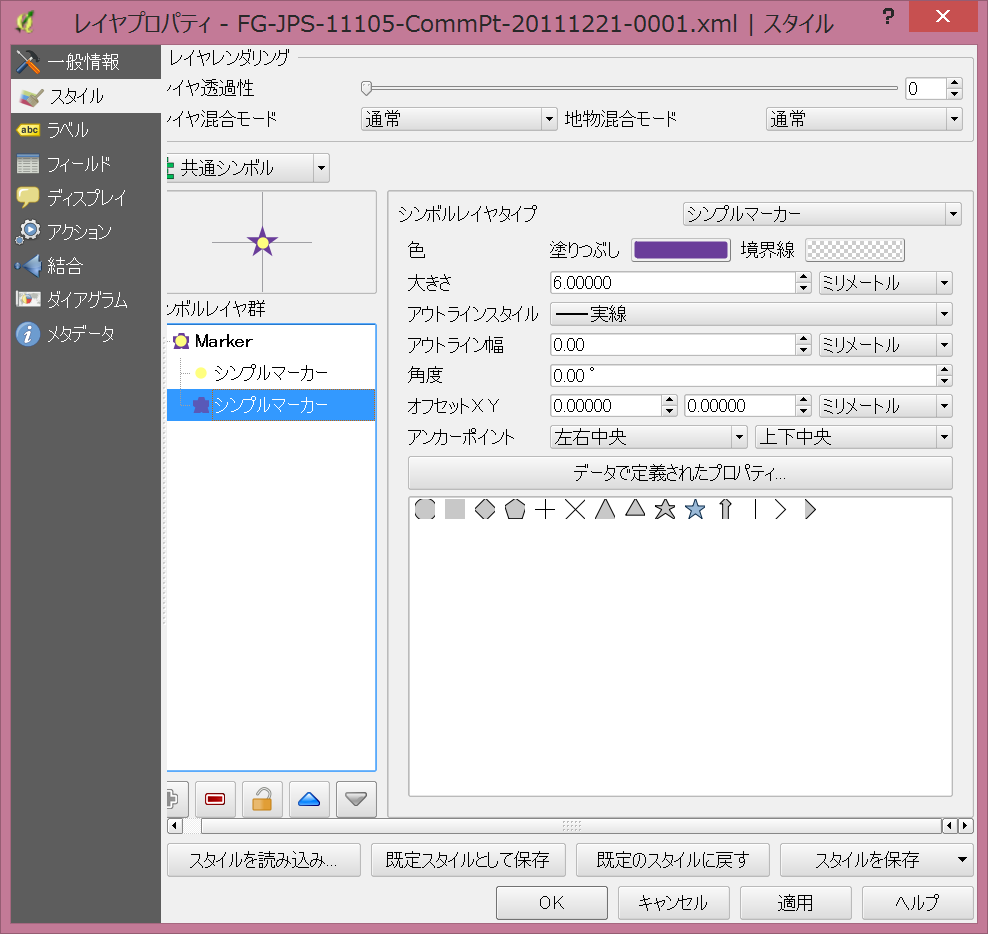 レイヤプロパティ - FG-JPS-11105-CommPt-20111221-0001.xml | スタイル
?
一般情報
スタイル
abc ラベル
フィールド
ディスプレイ
アクション
結合
ダイアグラム
i メタデータ
レイヤレンダリング
イヤ透過性 0
イヤ混合モード 通常 地物混合モード 通常
共通シンボル
ンボルレイヤ群
Marker
シンプルマーカー
シンプルマーカー
シンボルレイヤタイプ シンプルマーカー
色 塗りつぶし 境界線
大きさ 6.00000 ミリメートル
アウトラインスタイル 実線
アウトライン幅 0.00 ミリメートル
角度 0.00 °
オフセットX Y 0.00000 0.00000 ミリメートル
アンカーポイント 左右中央 上下中央
データで定義されたプロパティ...
スタイルを読み込み... 既定スタイルとして保存 既定のスタイルに戻す スタイルを保存
OK キャンセル 適用 ヘルプ